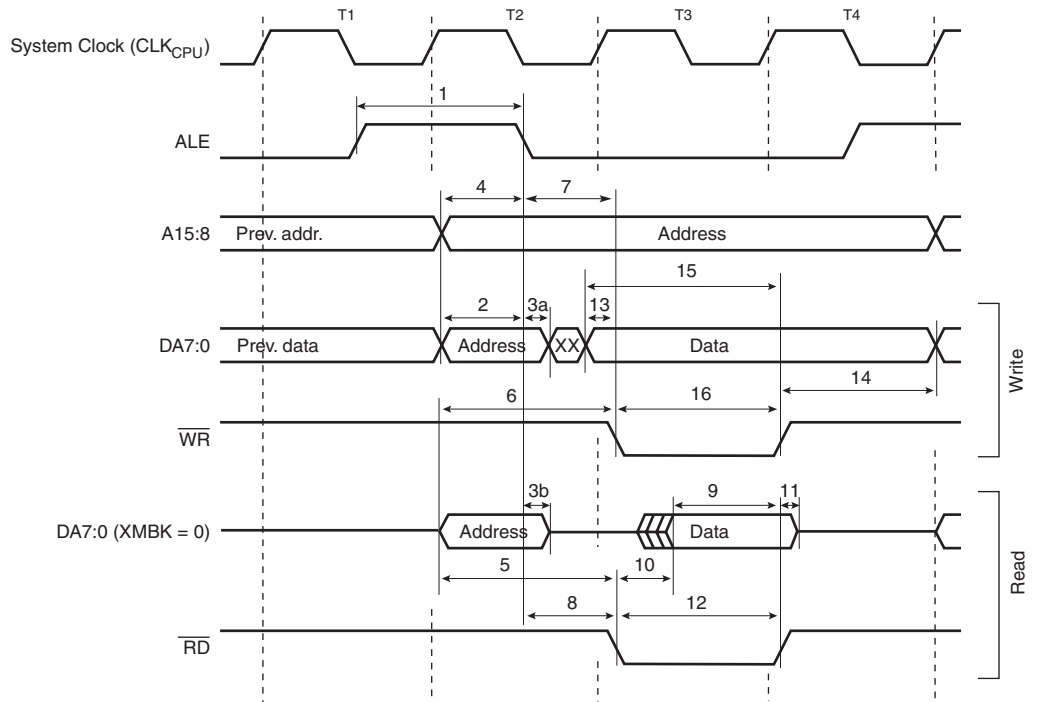 T1 T2 T3 T4
System Clock (CLKCPU)
1
ALE
4 7
A15:8 Prev. addr. Address
15
2 3a 13
DA7:0 Prev. data Address XX Data
14
6 16
WR
Write
3b 9 11
DA7:0 (XMBK = 0) Address Data
5 10
8 12
RD
Read